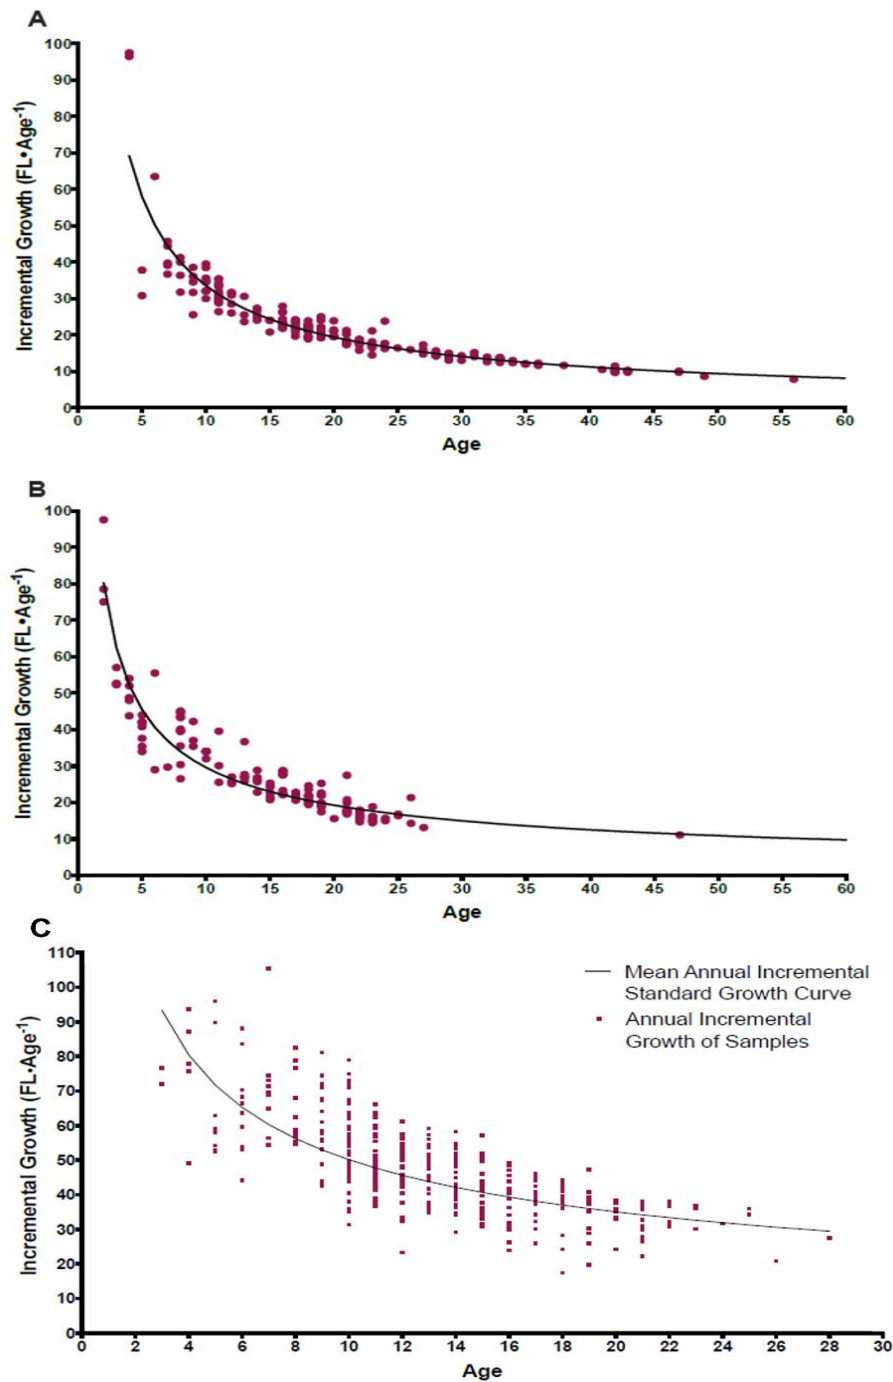 A
100
90
80
70
60
50
40
30
20
10
0
Incremental Growth (FL•Age⁻¹)
0 5 10 15 20 25 30 35 40 45 50 55 60
Age
B
100
90
80
70
60
50
40
30
20
10
0
Incremental Growth (FL•Age⁻¹)
0 5 10 15 20 25 30 35 40 45 50 55 60
Age
C
110
100
90
80
70
60
50
40
30
20
10
0
Incremental Growth (FL•Age⁻¹)
Mean Annual Incremental
Standard Growth Curve
Annual Incremental
Growth of Samples
0 2 4 6 8 10 12 14 16 18 20 22 24 26 28 30
Age